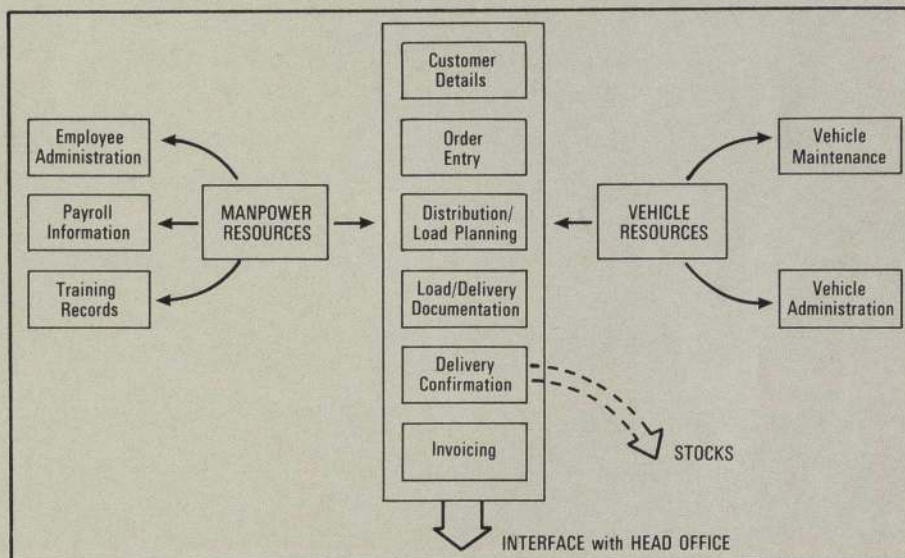 Customer
Details
Order
Entry
Distribution/
Load Planning
Load/Delivery
Documentation
Delivery
Confirmation
Invoicing
Employee
Administration
Payroll
Information
Training
Records
MANPOWER
RESOURCES
VEHICLE
RESOURCES
Vehicle
Maintenance
Vehicle
Administration
STOCKS
INTERFACE with HEAD OFFICE